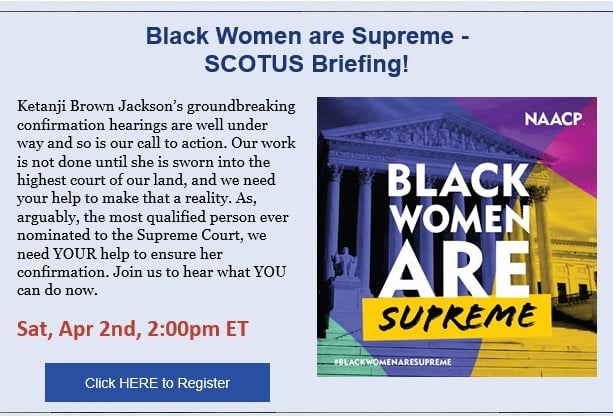 Black Women are Supreme -
SCOTUS Briefing!
Ketanji Brown Jackson’s groundbreaking
confirmation hearings are well under
way and so is our call to action. Our work
is not done until she is sworn into the
highest court of our land, and we need
your help to make that a reality. As,
arguably, the most qualified person ever
nominated to the Supreme Court, we
need YOUR help to ensure her
confirmation. Join us to hear what YOU
can do now.
Sat, Apr 2nd, 2:00pm ET
Click HERE to Register
NAACP
BLACK
WOMEN
ARE
SUPREME
#BLACKWOMENARESUPREME